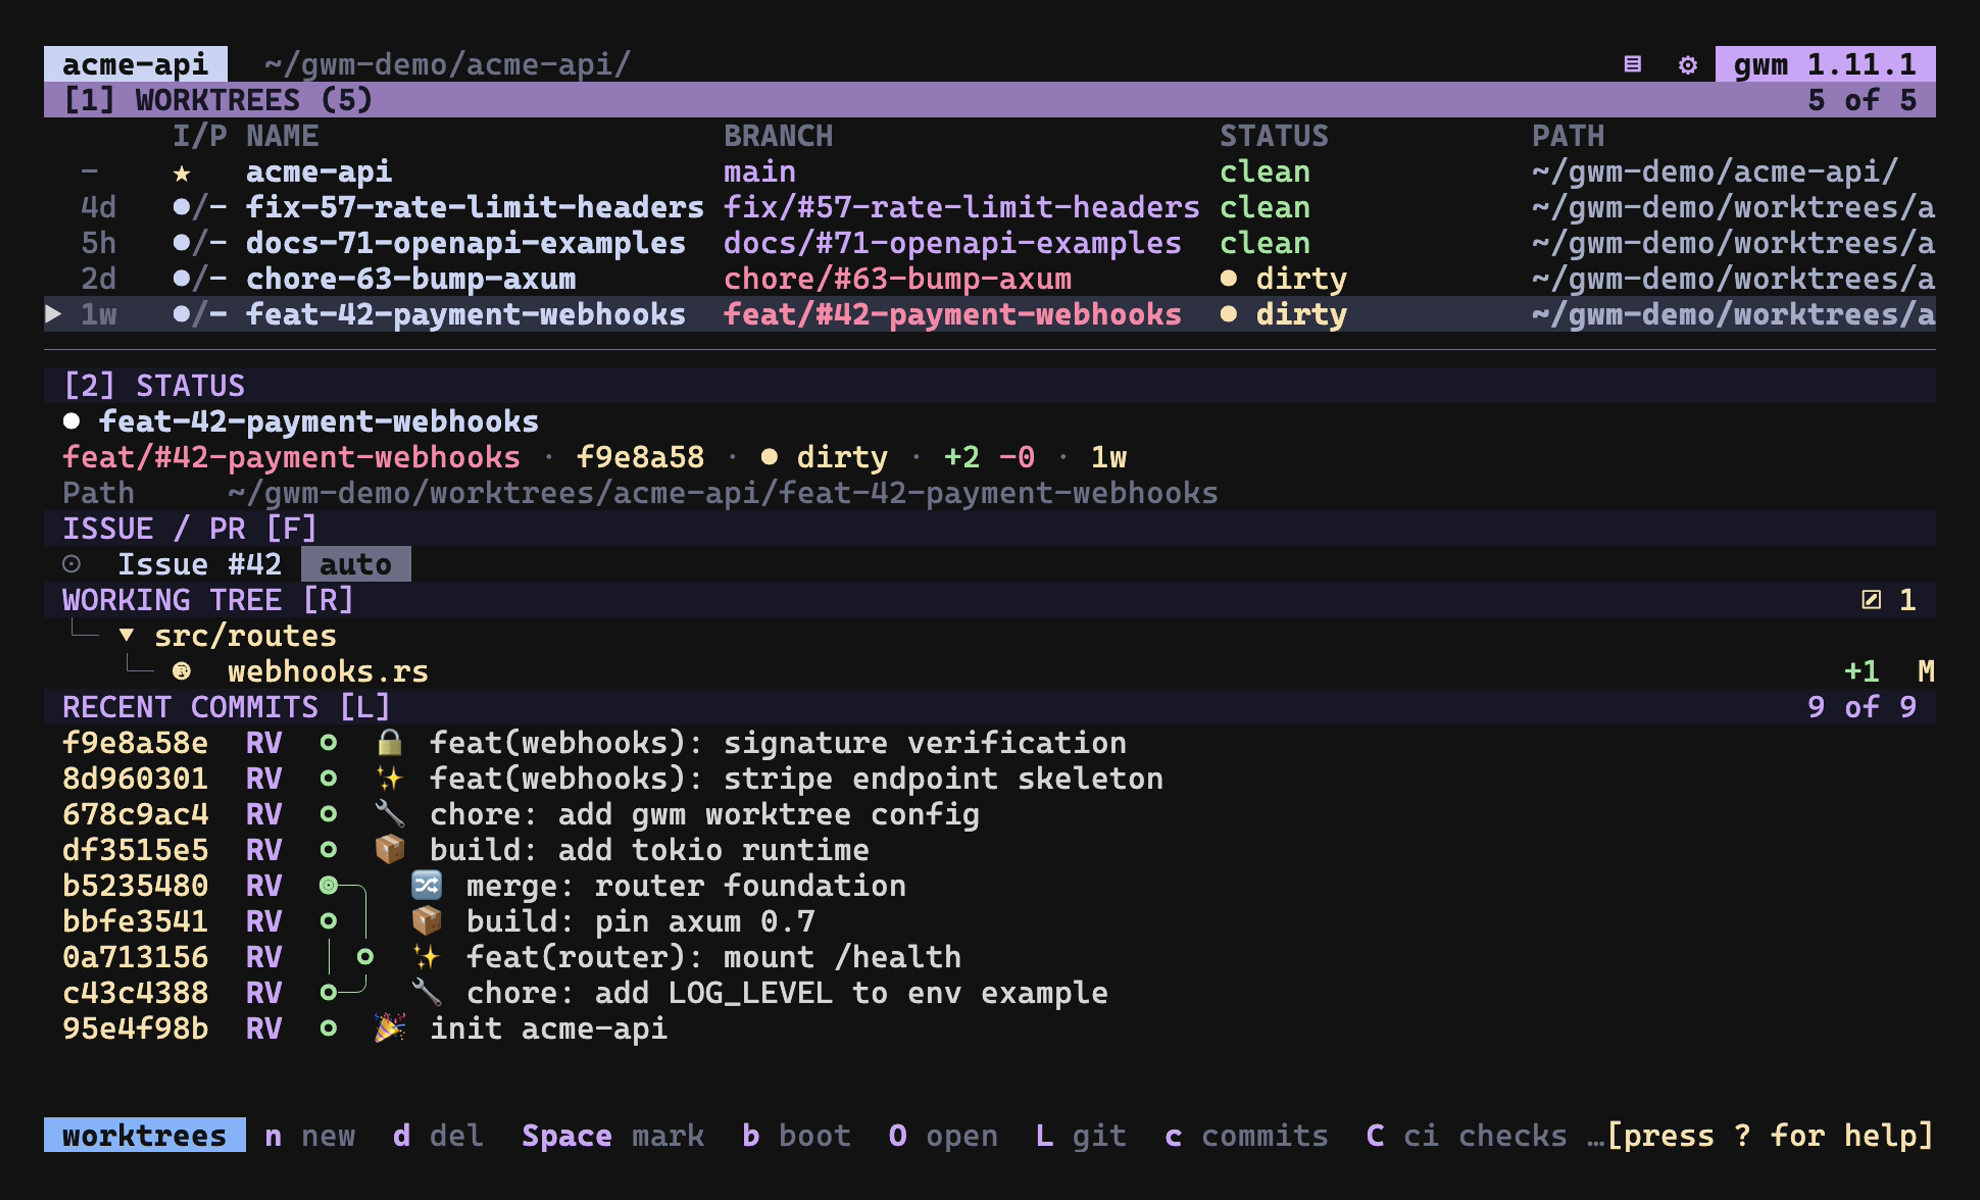 acme-api ~/gwm-demo/acme-api/ gwm 1.11.1
[1] WORKTREES (5) 5 of 5
I/P NAME BRANCH STATUS PATH
- ★ acme-api main clean ~/gwm-demo/acme-api/
4d ●/- fix-57-rate-limit-headers fix/#57-rate-limit-headers clean ~/gwm-demo/worktrees/a
5h ●/- docs-71-openapi-examples docs/#71-openapi-examples clean ~/gwm-demo/worktrees/a
2d ●/- chore-63-bump-axum chore/#63-bump-axum ● dirty ~/gwm-demo/worktrees/a
▶ 1w ●/- feat-42-payment-webhooks feat/#42-payment-webhooks ● dirty ~/gwm-demo/worktrees/a
[2] STATUS
● feat-42-payment-webhooks
feat/#42-payment-webhooks · f9e8a58 · ● dirty · +2 -0 · 1w
Path ~/gwm-demo/worktrees/acme-api/feat-42-payment-webhooks
ISSUE / PR [F]
Issue #42 auto
WORKING TREE [R] 1
▼ src/routes
webhooks.rs +1 M
RECENT COMMITS [L] 9 of 9
f9e8a58e RV 🔒 feat(webhooks): signature verification
8d960301 RV ✨ feat(webhooks): stripe endpoint skeleton
678c9ac4 RV 🔧 chore: add gwm worktree config
df3515e5 RV 📦 build: add tokio runtime
b5235480 RV 🔀 merge: router foundation
bbfe3541 RV 📦 build: pin axum 0.7
0a713156 RV ✨ feat(router): mount /health
c43c4388 RV 🔧 chore: add LOG_LEVEL to env example
95e4f98b RV 🎉 init acme-api
worktrees n new d del Space mark b boot O open L git c commits C ci checks …[press ? for help]